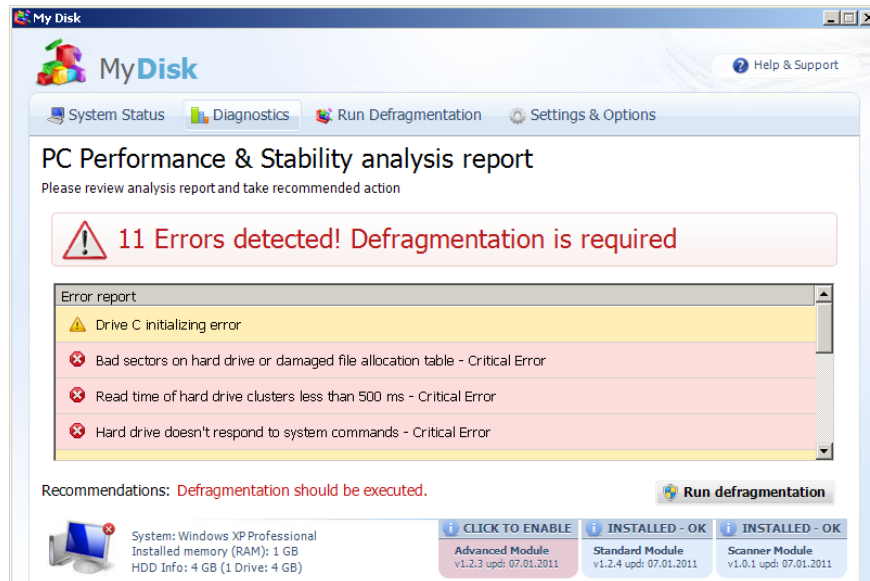 My Disk
MyDisk
Help & Support
System Status Diagnostics Run Defragmentation Settings & Options
PC Performance & Stability analysis report
Please review analysis report and take recommended action
11 Errors detected! Defragmentation is required
Error report
Drive C initializing error
Bad sectors on hard drive or damaged file allocation table - Critical Error
Read time of hard drive clusters less than 500 ms - Critical Error
Hard drive doesn't respond to system commands - Critical Error
Recommendations: Defragmentation should be executed.
Run defragmentation
System: Windows XP Professional
Installed memory (RAM): 1 GB
HDD Info: 4 GB (1 Drive: 4 GB)
CLICK TO ENABLE
Advanced Module
v1.2.3 upd: 07.01.2011
INSTALLED - OK
Standard Module
v1.2.4 upd: 07.01.2011
INSTALLED - OK
Scanner Module
v1.0.1 upd: 07.01.2011